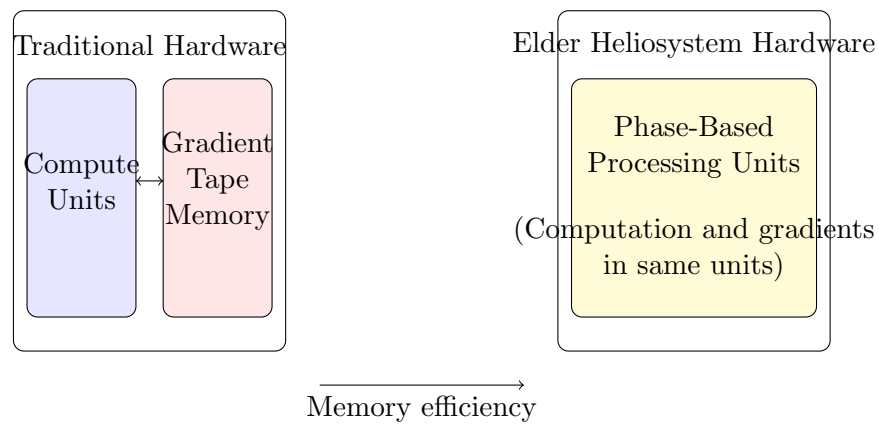 Traditional Hardware
Compute
Units
Gradient
Tape
Memory
Elder Heliosystem Hardware
Phase-Based
Processing Units
(Computation and gradients
in same units)
Memory efficiency